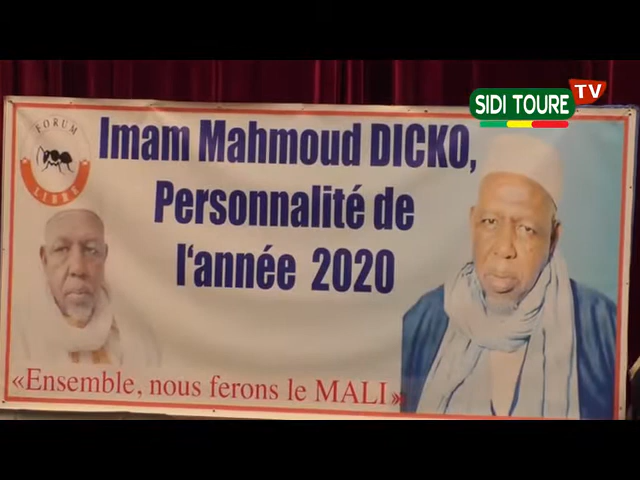 SIDI TOURE TV
FORUM
LIBRE
Imam Mahmoud DICKO,
Personnalité de
l'année 2020
«Ensemble, nous ferons le MALI»